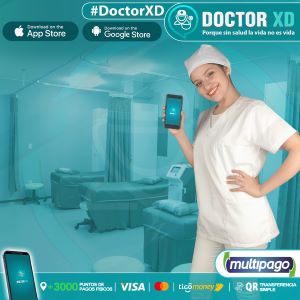 #DoctorXD
Download on the
App Store
Download on the
Google Store
DOCTOR XD
Porque sin salud la vida no es vida
multipago
+3000 PUNTOS DE
PAGOS FISICOS
VISA
tigo money
QR TRANSFERENCIA
SIMPLE